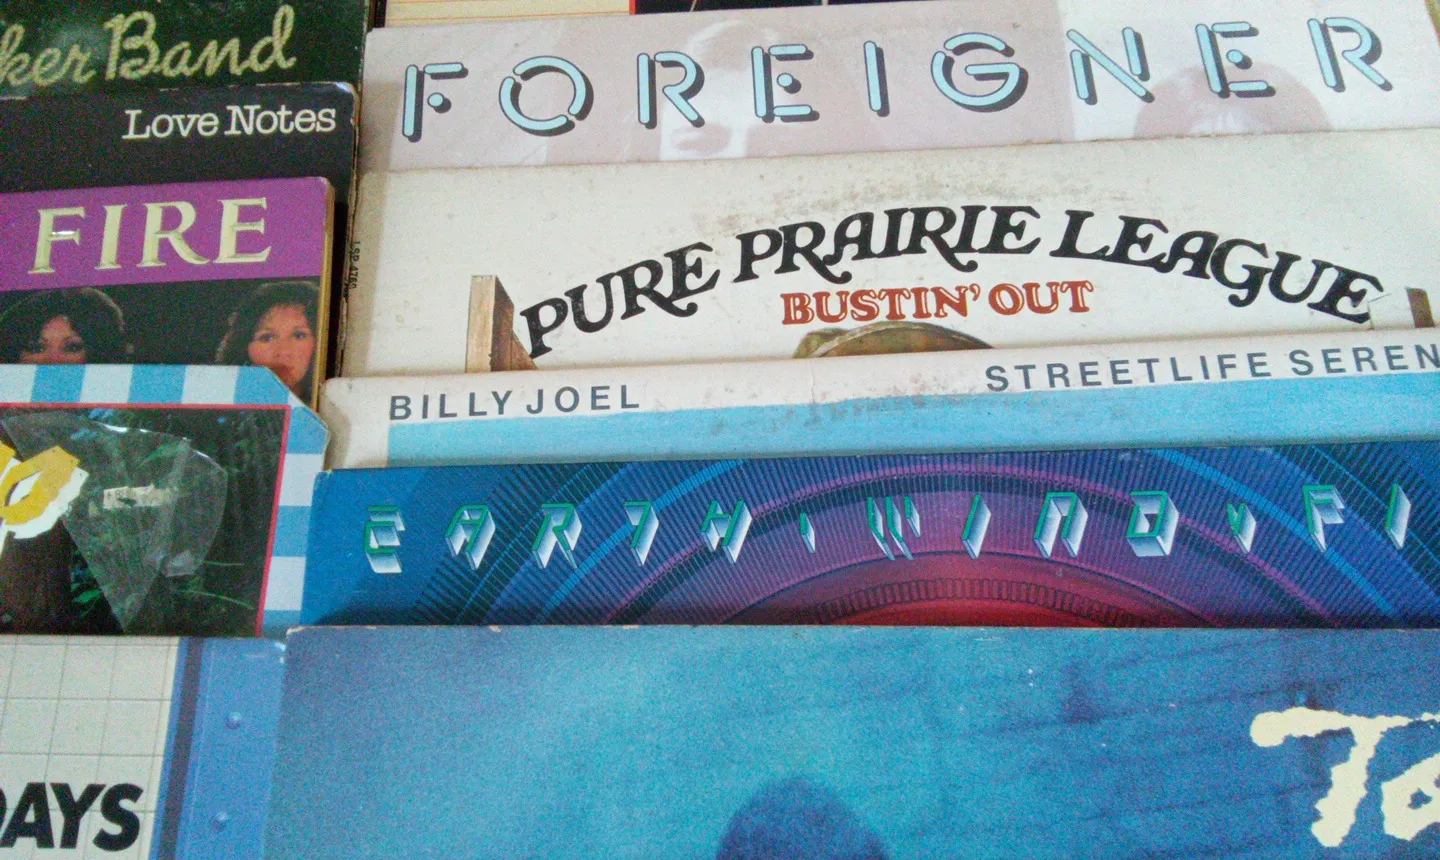 ker Band
Love Notes
FIRE
FOREIGNER
PURE PRAIRIE LEAGUE
BUSTIN' OUT
BILLY JOEL
STREETLIFE SEREN
EARTH, WIND & FI
DAYS
Ta